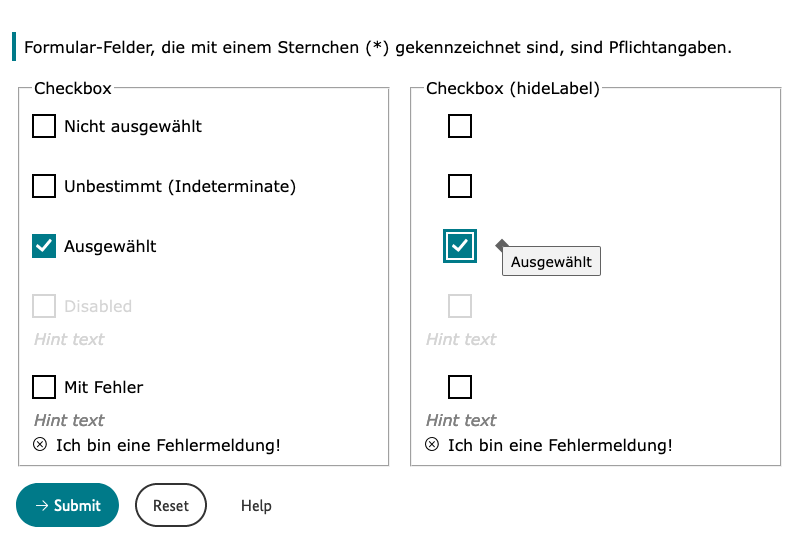 Formular-Felder, die mit einem Sternchen (*) gekennzeichnet sind, sind Pflichtangaben.
Checkbox
Nicht ausgewählt
Unbestimmt (Indeterminate)
Ausgewählt
Disabled
Hint text
Mit Fehler
Hint text
Ich bin eine Fehlermeldung!
Checkbox (hideLabel)
Ausgewählt
Hint text
Hint text
Ich bin eine Fehlermeldung!
Submit
Reset
Help